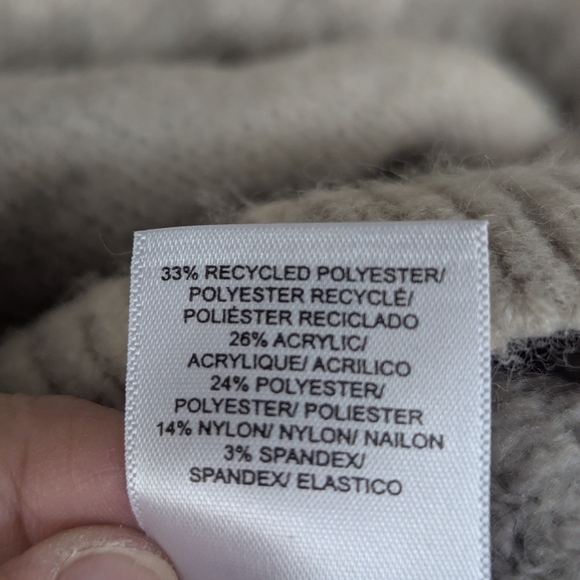 33% RECYCLED POLYESTER/
POLYESTER RECYCLÉ/
POLIÉSTER RECICLADO
26% ACRYLIC/
ACRYLIQUE/ ACRILICO
24% POLYESTER/
POLYESTER/ POLIESTER
14% NYLON/ NYLON/ NAILON
3% SPANDEX/
SPANDEX/ ELASTICO